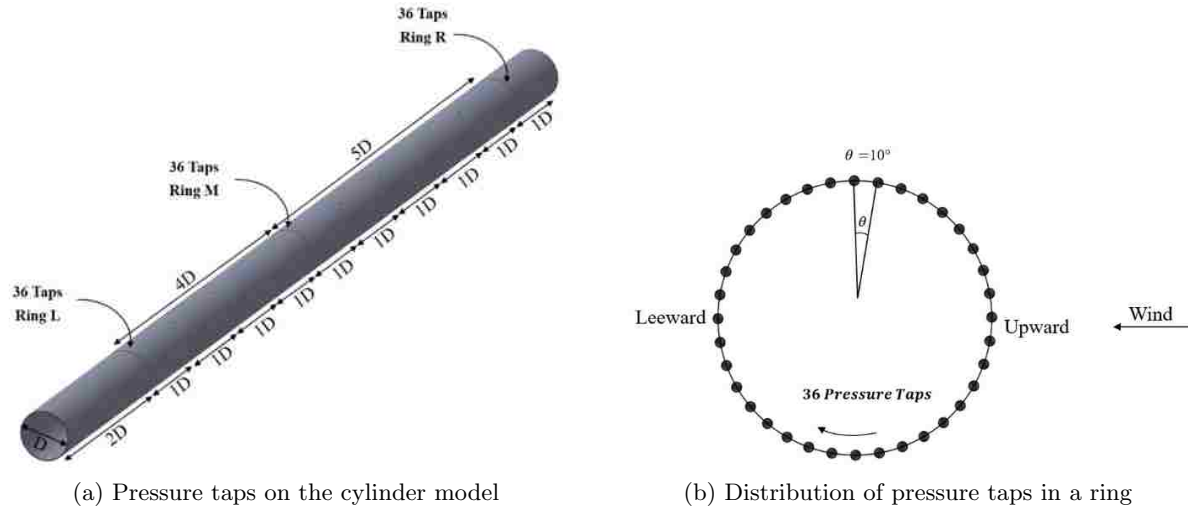 36 Taps
Ring R
36 Taps
Ring M
36 Taps
Ring L
5D
4D
D
2D
1D
1D
1D
1D
1D
1D
1D
1D
1D
1D
(a) Pressure taps on the cylinder model
θ =10°
θ
Leeward
Upward
Wind
36 Pressure Taps
(b) Distribution of pressure taps in a ring